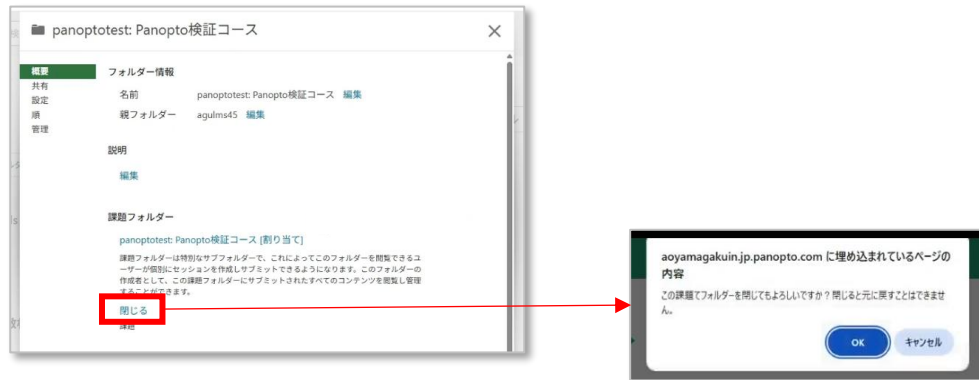 panoptotest: Panopto検証コース
概要
共有
設定
順
管理
フォルダー情報
名前 panoptotest: Panopto検証コース 編集
親フォルダー agulms45 編集
説明
編集
課題フォルダー
panoptotest: Panopto検証コース [割り当て]
課題フォルダーは特別なサブフォルダーで、これによってこのフォルダーを閲覧できるユ
ーザーが個別にセッションを作成しサブミットできるようになります。このフォルダーの
作成者として、この課題フォルダーにサブミットされたすべてのコンテンツを閲覧し管理
することができます。
閉じる
課題
aoyamagakuin.jp.panopto.com に埋め込まれているページの
内容
この課題でフォルダーを閉じてもよろしいですか？閉じると元に戻すことはできませ
ん。
OK キャンセル